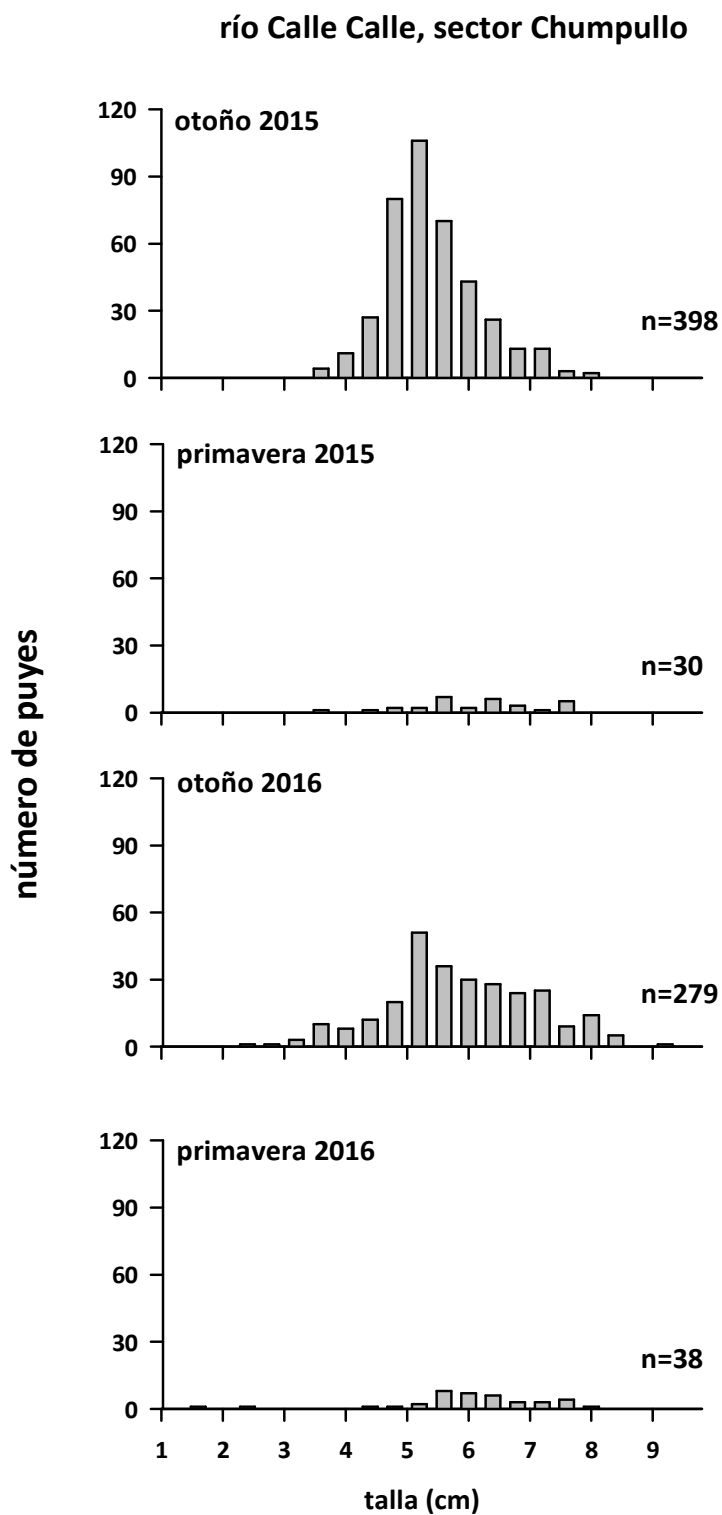 río Calle Calle, sector Chumpullo
otoño 2015
120
90
60
30
0
n=398
primavera 2015
120
90
60
30
0
n=30
número de puyes
otoño 2016
120
90
60
30
0
n=279
primavera 2016
120
90
60
30
0
n=38
1 2 3 4 5 6 7 8 9
talla (cm)